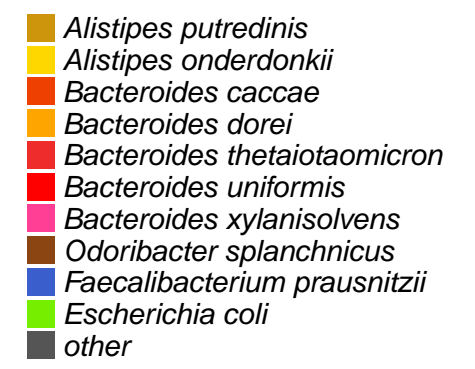 Alistipes putredinis
Alistipes onderdonkii
Bacteroides caccae
Bacteroides dorei
Bacteroides thetaiotaomicron
Bacteroides uniformis
Bacteroides xylanisolvens
Odoribacter splanchnicus
Faecalibacterium prausnitzii
Escherichia coli
other